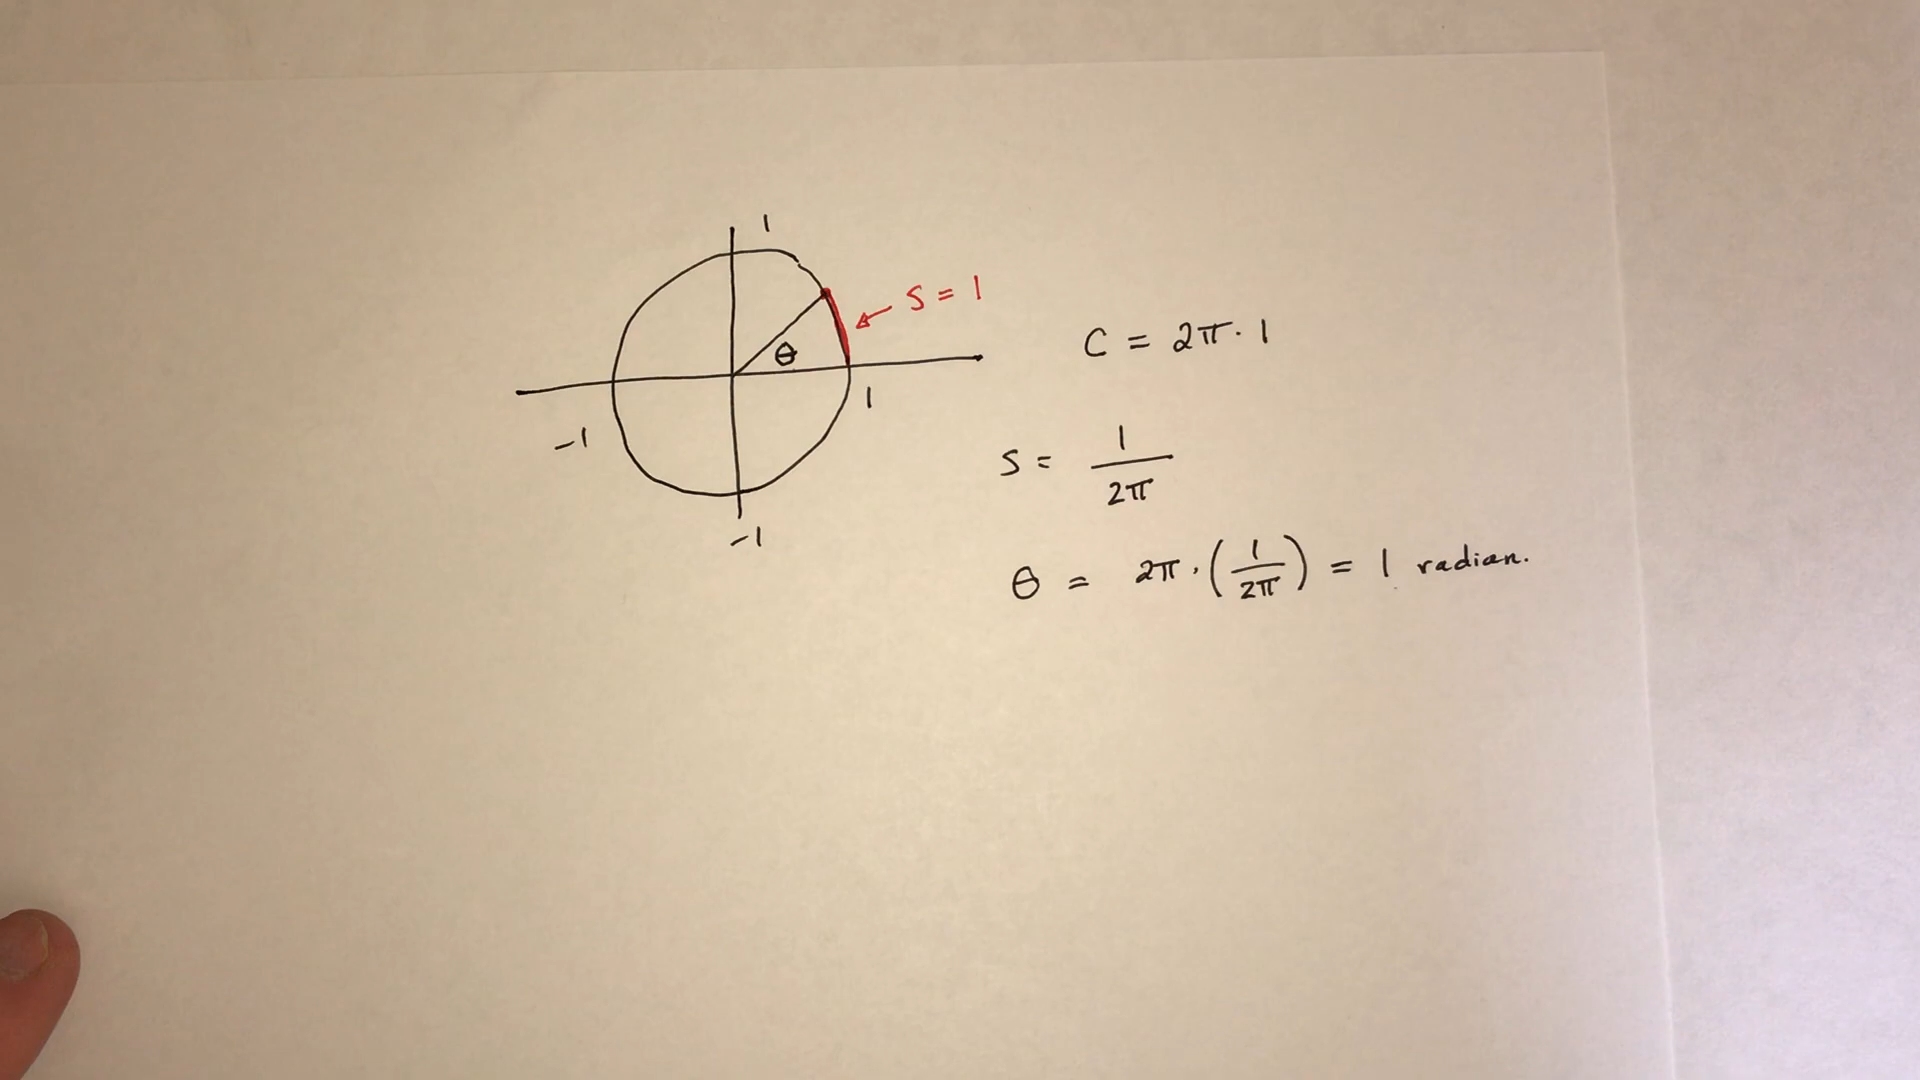 1
S = 1
θ
1
-1
-1
C = 2π · 1
S = 1/2π
θ = 2π · (1/2π) = 1 radian.